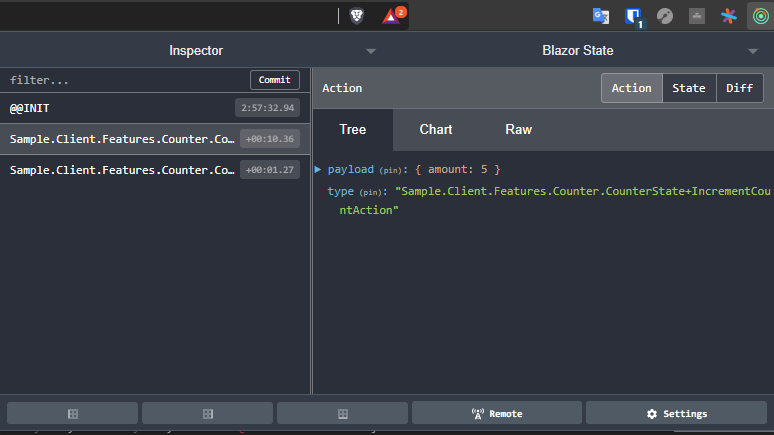 2
1
Inspector
Blazor State
filter...
Commit
Action
Action
State
Diff
@@INIT
2:57:32.94
Sample.Client.Features.Counter.Co...
+00:10.36
Sample.Client.Features.Counter.Co...
+00:01.27
Tree
Chart
Raw
payload (pin): { amount: 5 }
type (pin): "Sample.Client.Features.Counter.CounterState+IncrementCou
ntAction"
Remote
Settings